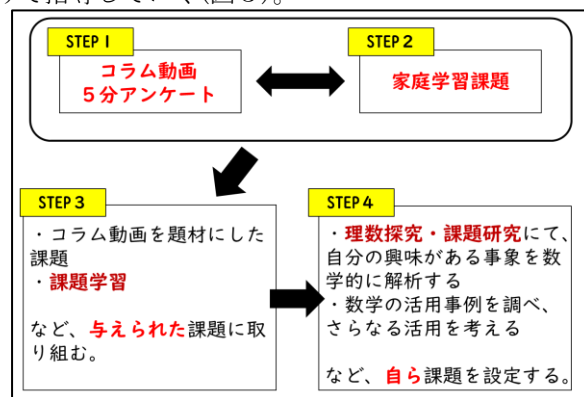 STEP 1
コラム動画
5分アンケート
STEP 2
家庭学習課題
STEP 3
・コラム動画を題材にした
課題
・課題学習
など、与えられた課題に取
り組む。
STEP 4
・理数探究・課題研究にて、
自分の興味がある事象を数
学的に解析する
・数学の活用事例を調べ、
さらなる活用を考える
など、自ら課題を設定する。